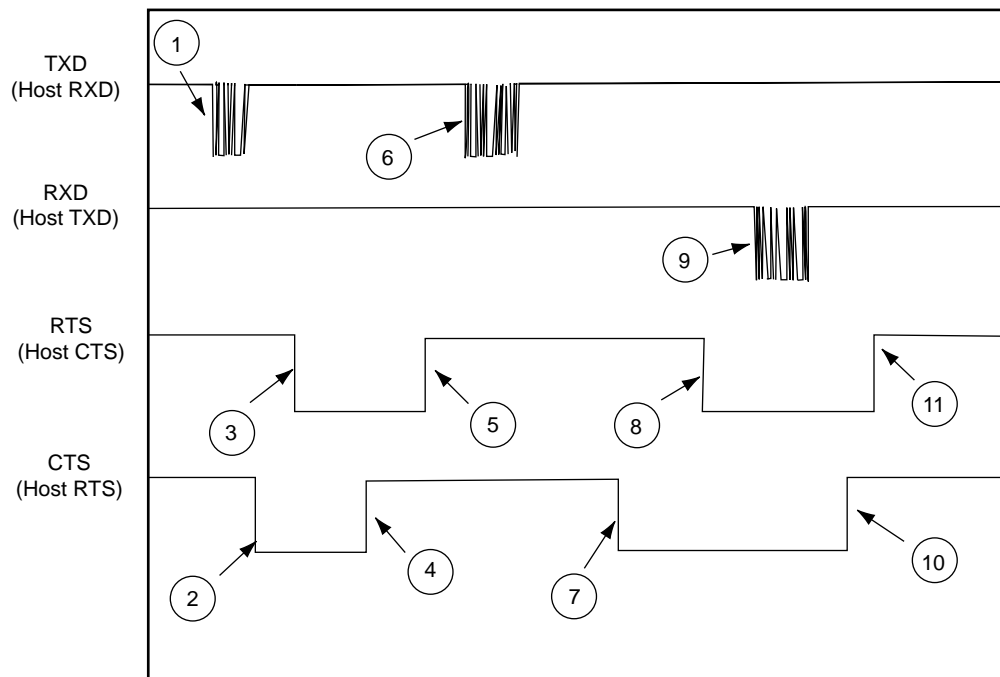 TXD
(Host RXD)
1
6
RXD
(Host TXD)
9
RTS
(Host CTS)
3
5
8
11
CTS
(Host RTS)
2
4
7
10